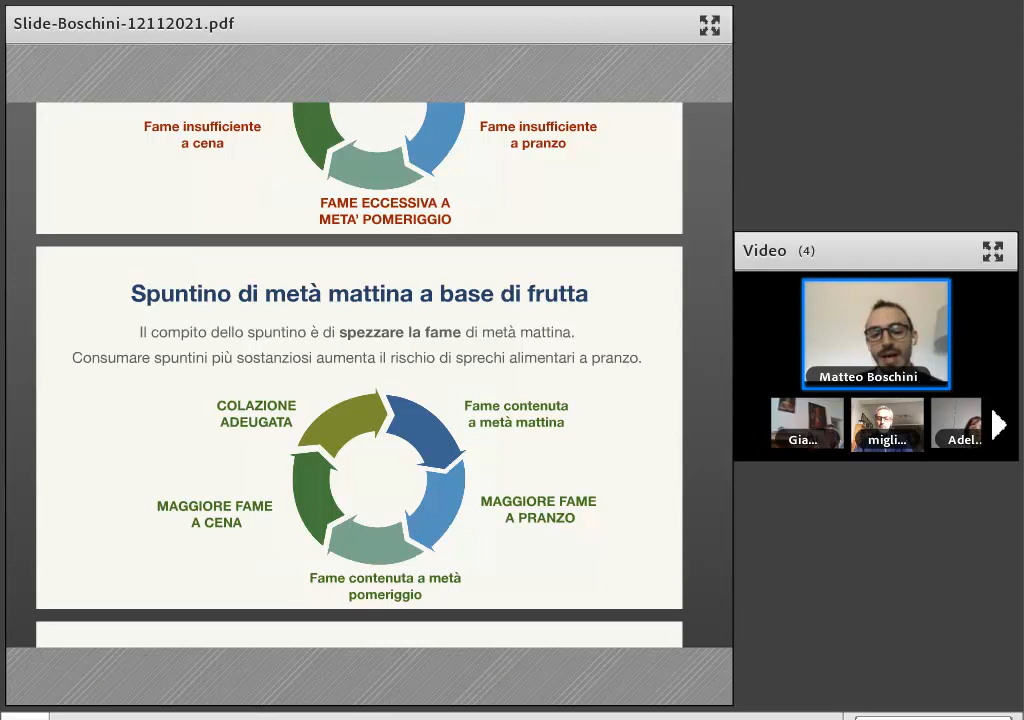 Slide-Boschini-12112021.pdf
Fame insufficiente
a cena
Fame insufficiente
a pranzo
FAME ECCESSIVA A
META' POMERIGGIO
Spuntino di metà mattina a base di frutta
Il compito dello spuntino è di spezzare la fame di metà mattina.
Consumare spuntini più sostanziosi aumenta il rischio di sprechi alimentari a pranzo.
COLAZIONE
ADEUGATA
Fame contenuta
a metà mattina
MAGGIORE FAME
A CENA
MAGGIORE FAME
A PRANZO
Fame contenuta a metà
pomeriggio
Video (4)
Matteo Boschini
Gia...
migli...
Adel..